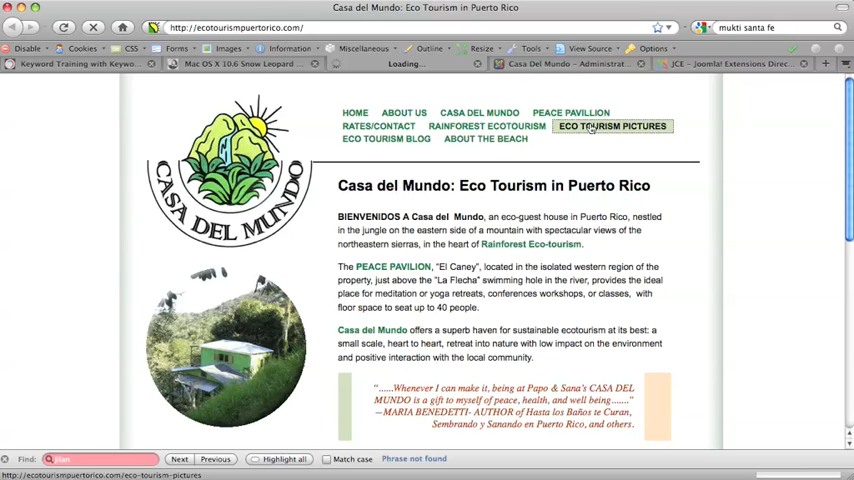 Casa del Mundo: Eco Tourism in Puerto Rico
http://ecotourismpuertorico.com/
mukti santa fe
Disable Cookies CSS Forms Images Information Miscellaneous Outline Resize Tools View Source Options
Keyword Training with Keywo... Mac OS X 10.6 Snow Leopard ... Loading... Casa Del Mundo - Administrat... JCE - Joomla! Extensions Direc...
HOME ABOUT US CASA DEL MUNDO PEACE PAVILLION
RATES/CONTACT RAINFOREST ECOTOURISM ECO TOURISM PICTURES
ECO TOURISM BLOG ABOUT THE BEACH
CASA DEL MUNDO
Casa del Mundo: Eco Tourism in Puerto Rico
BIENVENIDOS A Casa del Mundo, an eco-guest house in Puerto Rico, nestled
in the jungle on the eastern side of a mountain with spectacular views of the
northeastern sierras, in the heart of Rainforest Eco-tourism.
The PEACE PAVILION, "El Caney", located in the isolated western region of the
property, just above the "La Flecha" swimming hole in the river, provides the ideal
place for meditation or yoga retreats, conferences workshops, or classes, with
floor space to seat up to 40 people.
Casa del Mundo offers a superb haven for sustainable ecotourism at its best: a
small scale, heart to heart, retreat into nature with low impact on the environment
and positive interaction with the local community.
"......Whenever I can make it, being at Papo & Sana's CASA DEL
MUNDO is a gift to myself of peace, health, and well being......."
—MARIA BENEDETTI- AUTHOR of Hasta los Baños te Curan,
Sembrando y Sanando en Puerto Rico, and others.
Find: Next Previous Highlight all Match case Phrase not found
http://ecotourismpuertorico.com/eco-tourism-pictures